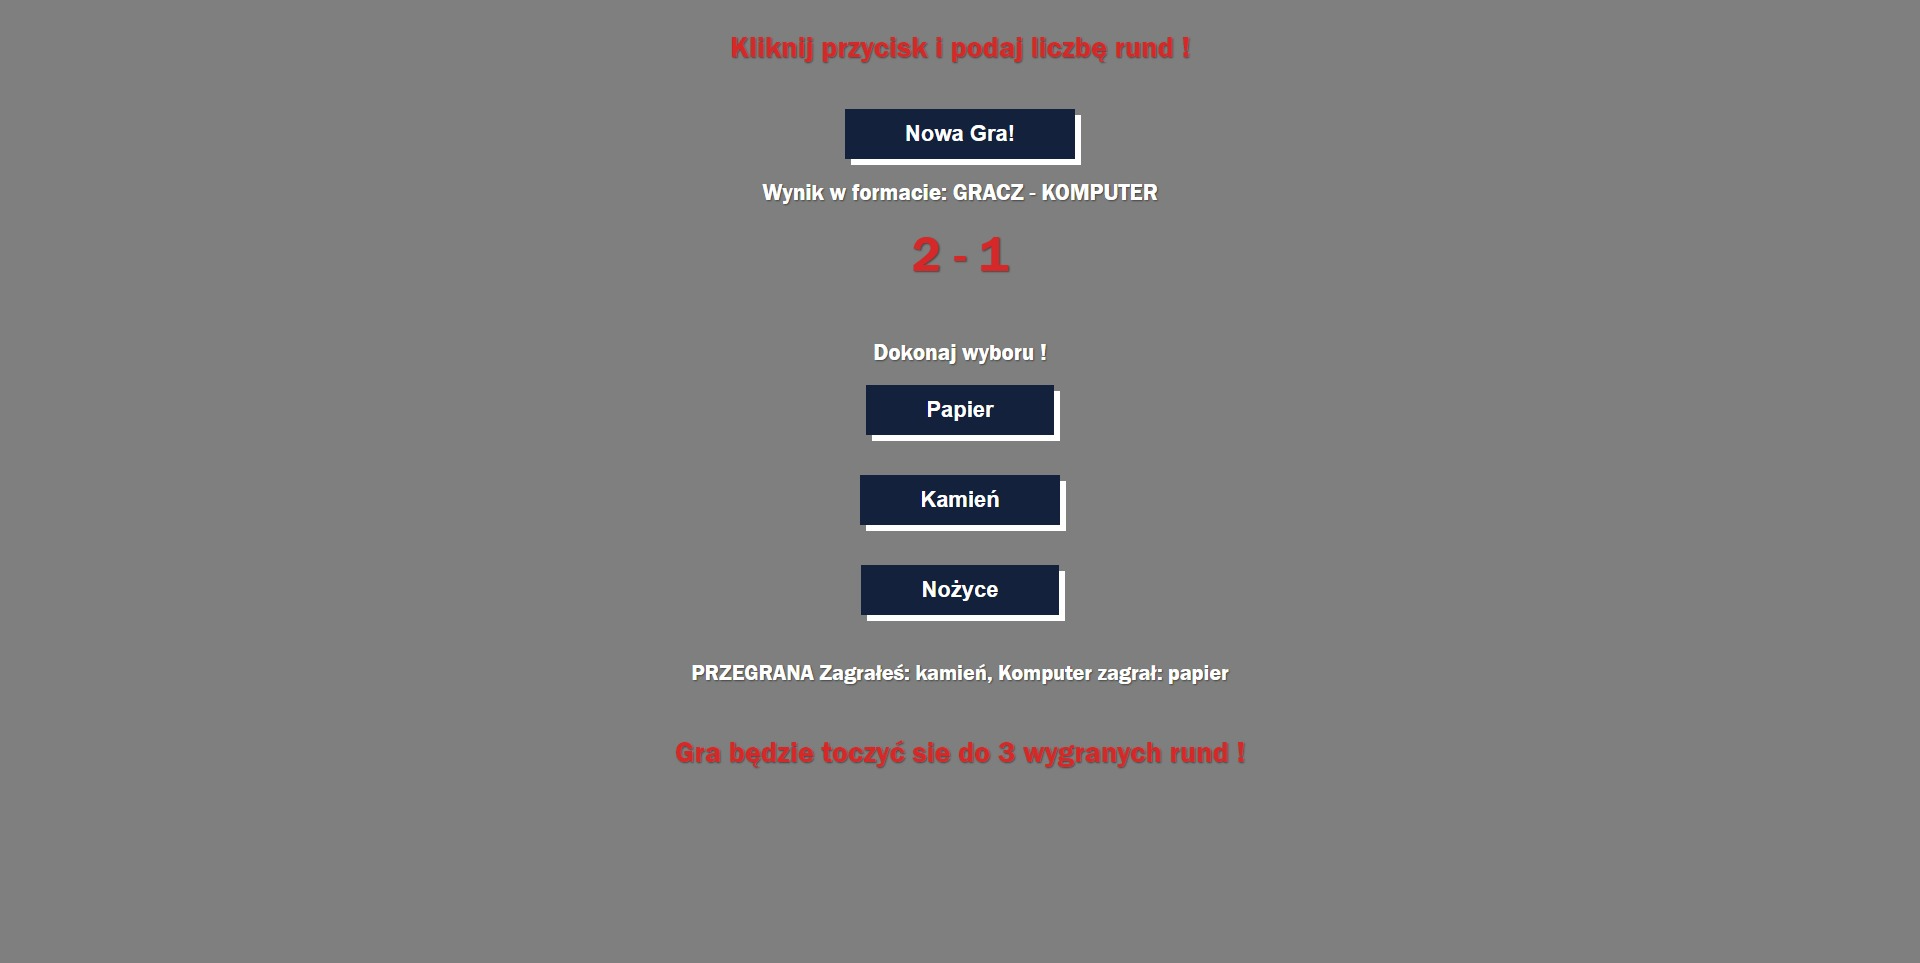 Kliknij przycisk i podaj liczbę rund !
Nowa Gra!
Wynik w formacie: GRACZ - KOMPUTER
2 - 1
Dokonaj wyboru !
Papier
Kamień
Nożyce
PRZEGRANA Zagrałeś: kamień, Komputer zagrał: papier
Gra będzie toczyć sie do 3 wygranych rund !